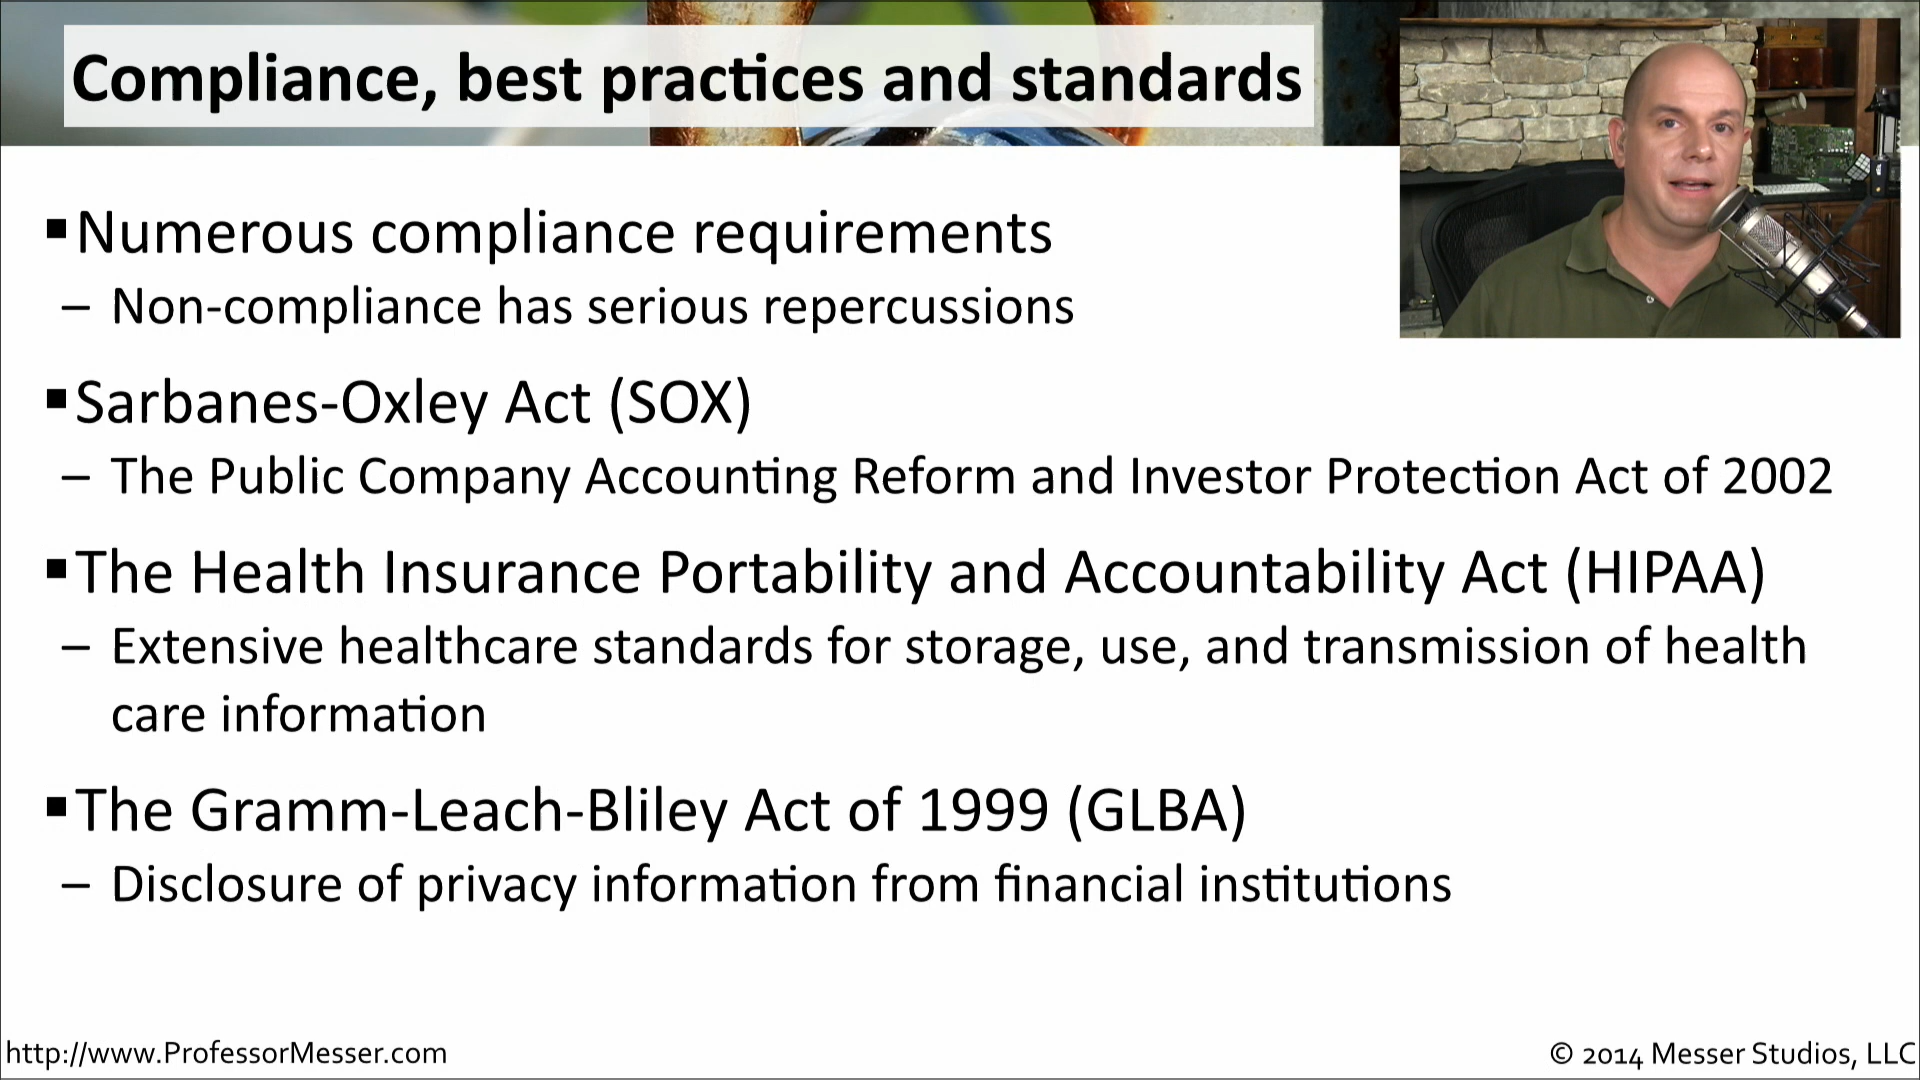 Compliance, best practices and standards
▪Numerous compliance requirements
– Non-compliance has serious repercussions
▪Sarbanes-Oxley Act (SOX)
– The Public Company Accounting Reform and Investor Protection Act of 2002
▪The Health Insurance Portability and Accountability Act (HIPAA)
– Extensive healthcare standards for storage, use, and transmission of health
care information
▪The Gramm-Leach-Bliley Act of 1999 (GLBA)
– Disclosure of privacy information from financial institutions
http://www.ProfessorMesser.com
© 2014 Messer Studios, LLC